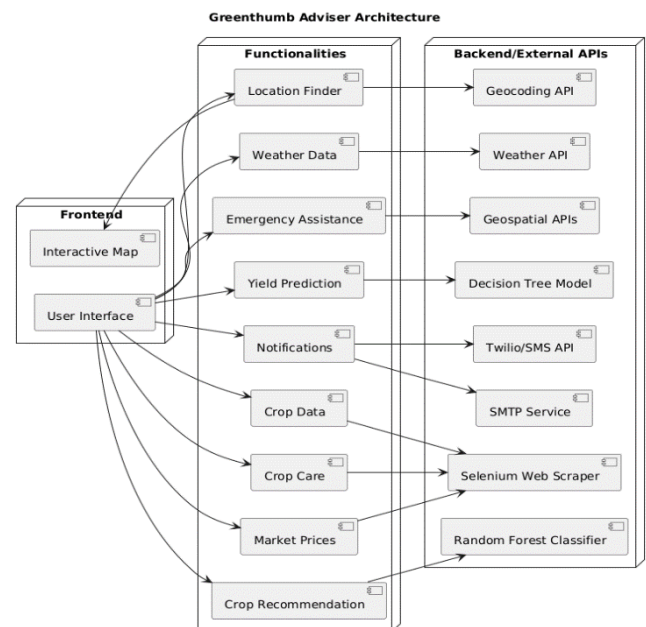 Greenthumb Adviser Architecture
Frontend
Interactive Map
User Interface
Functionalities
Location Finder
Weather Data
Emergency Assistance
Yield Prediction
Notifications
Crop Data
Crop Care
Market Prices
Crop Recommendation
Backend/External APIs
Geocoding API
Weather API
Geospatial APIs
Decision Tree Model
Twilio/SMS API
SMTP Service
Selenium Web Scraper
Random Forest Classifier